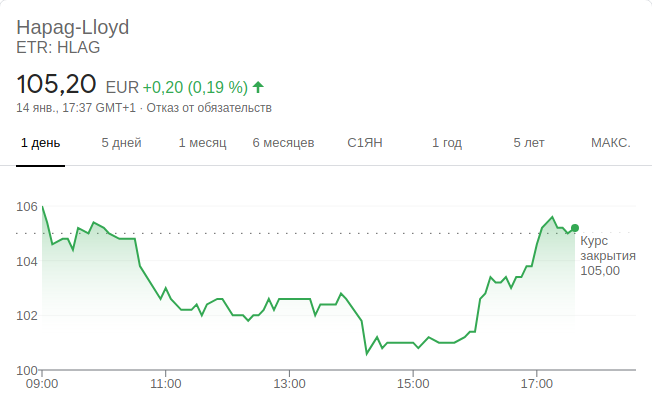 Hapag-Lloyd
ETR: HLAG
105,20 EUR +0,20 (0,19 %)
14 янв., 17:37 GMT+1 · Отказ от обязательств
1 день 5 дней 1 месяц 6 месяцев С1ЯН 1 год 5 лет МАКС.
106
104
102
100
Курс
закрытия
105,00
09:00 11:00 13:00 15:00 17:00